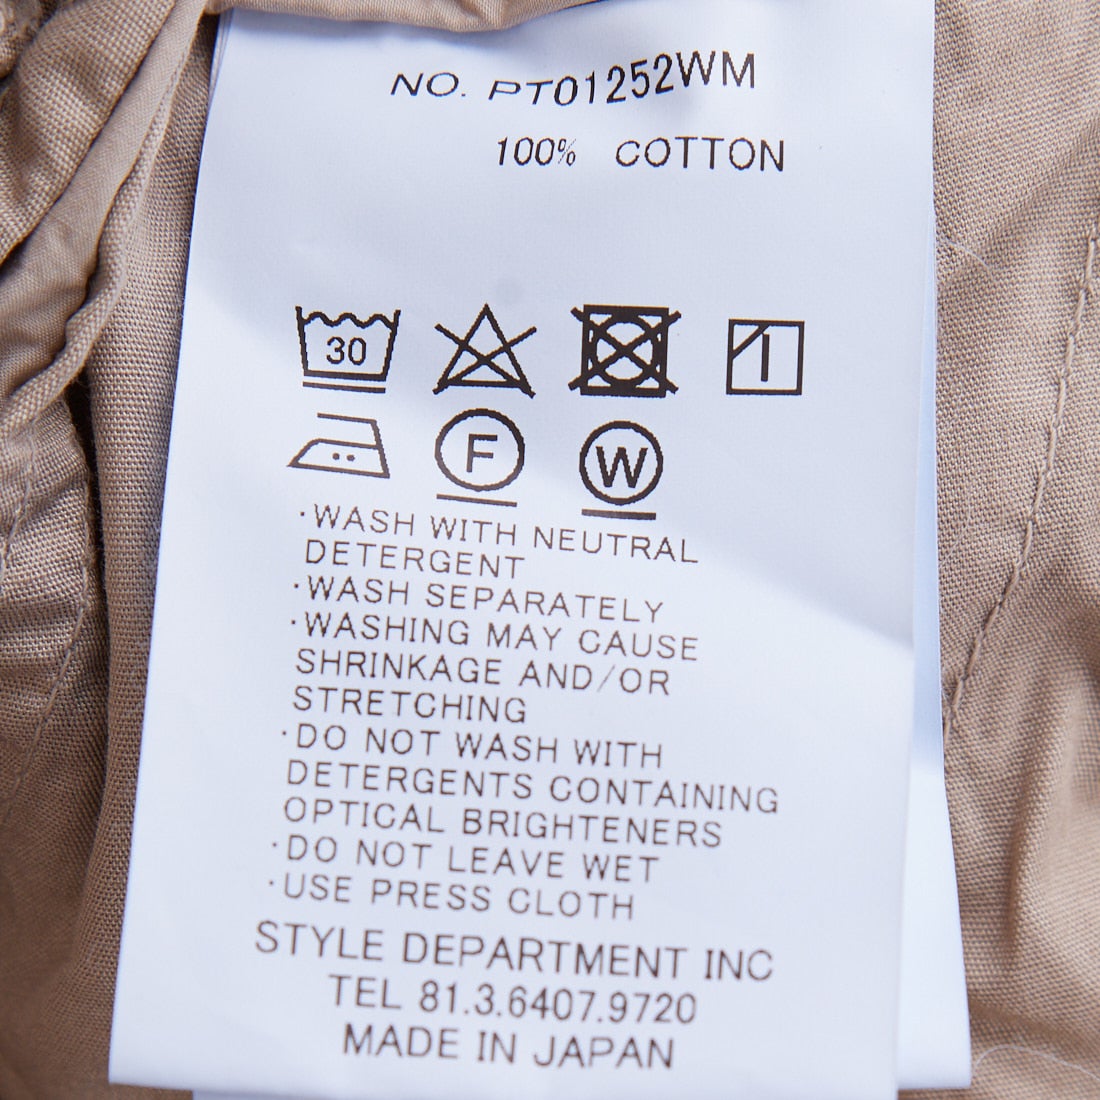 NO. PT01252WM
100% COTTON
30
F W
·WASH WITH NEUTRAL
DETERGENT
·WASH SEPARATELY
·WASHING MAY CAUSE
SHRINKAGE AND/OR
STRETCHING
·DO NOT WASH WITH
DETERGENTS CONTAINING
OPTICAL BRIGHTENERS
·DO NOT LEAVE WET
·USE PRESS CLOTH
STYLE DEPARTMENT INC
TEL 81.3.6407.9720
MADE IN JAPAN